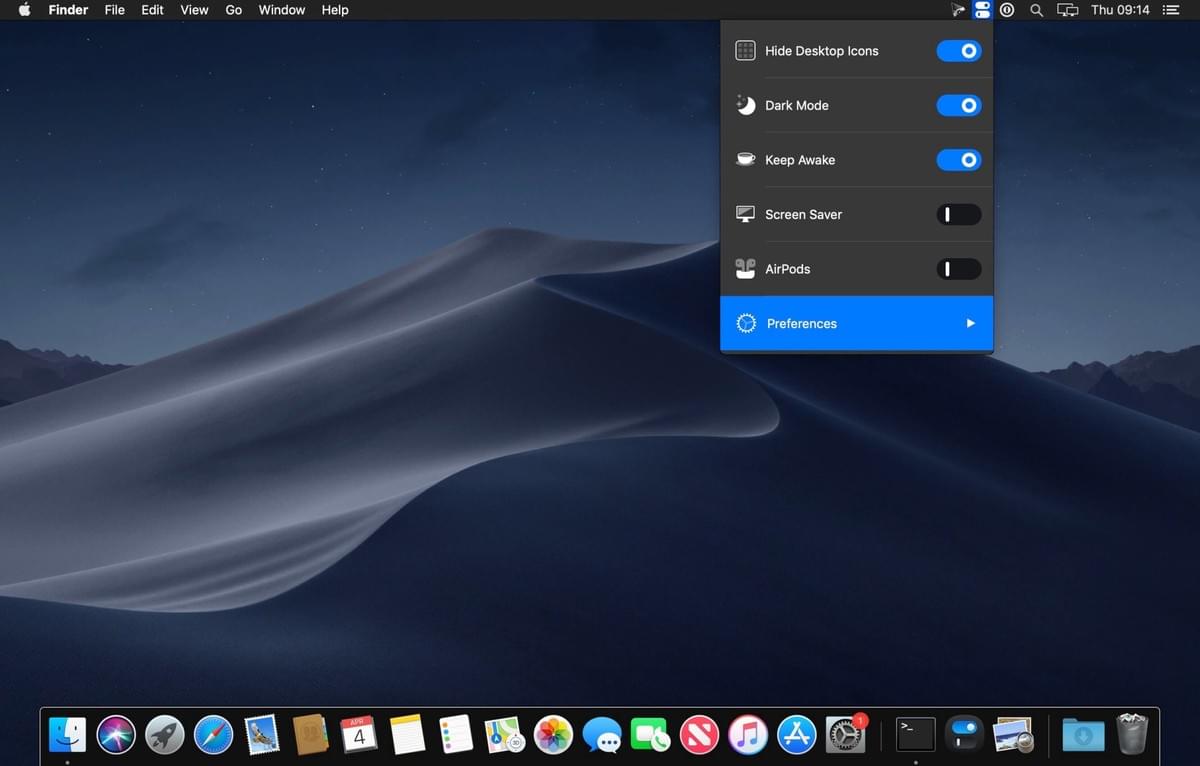 Finder File Edit View Go Window Help Thu 09:14
Hide Desktop Icons
Dark Mode
Keep Awake
Screen Saver
AirPods
Preferences
APR
4
3D
1
>_